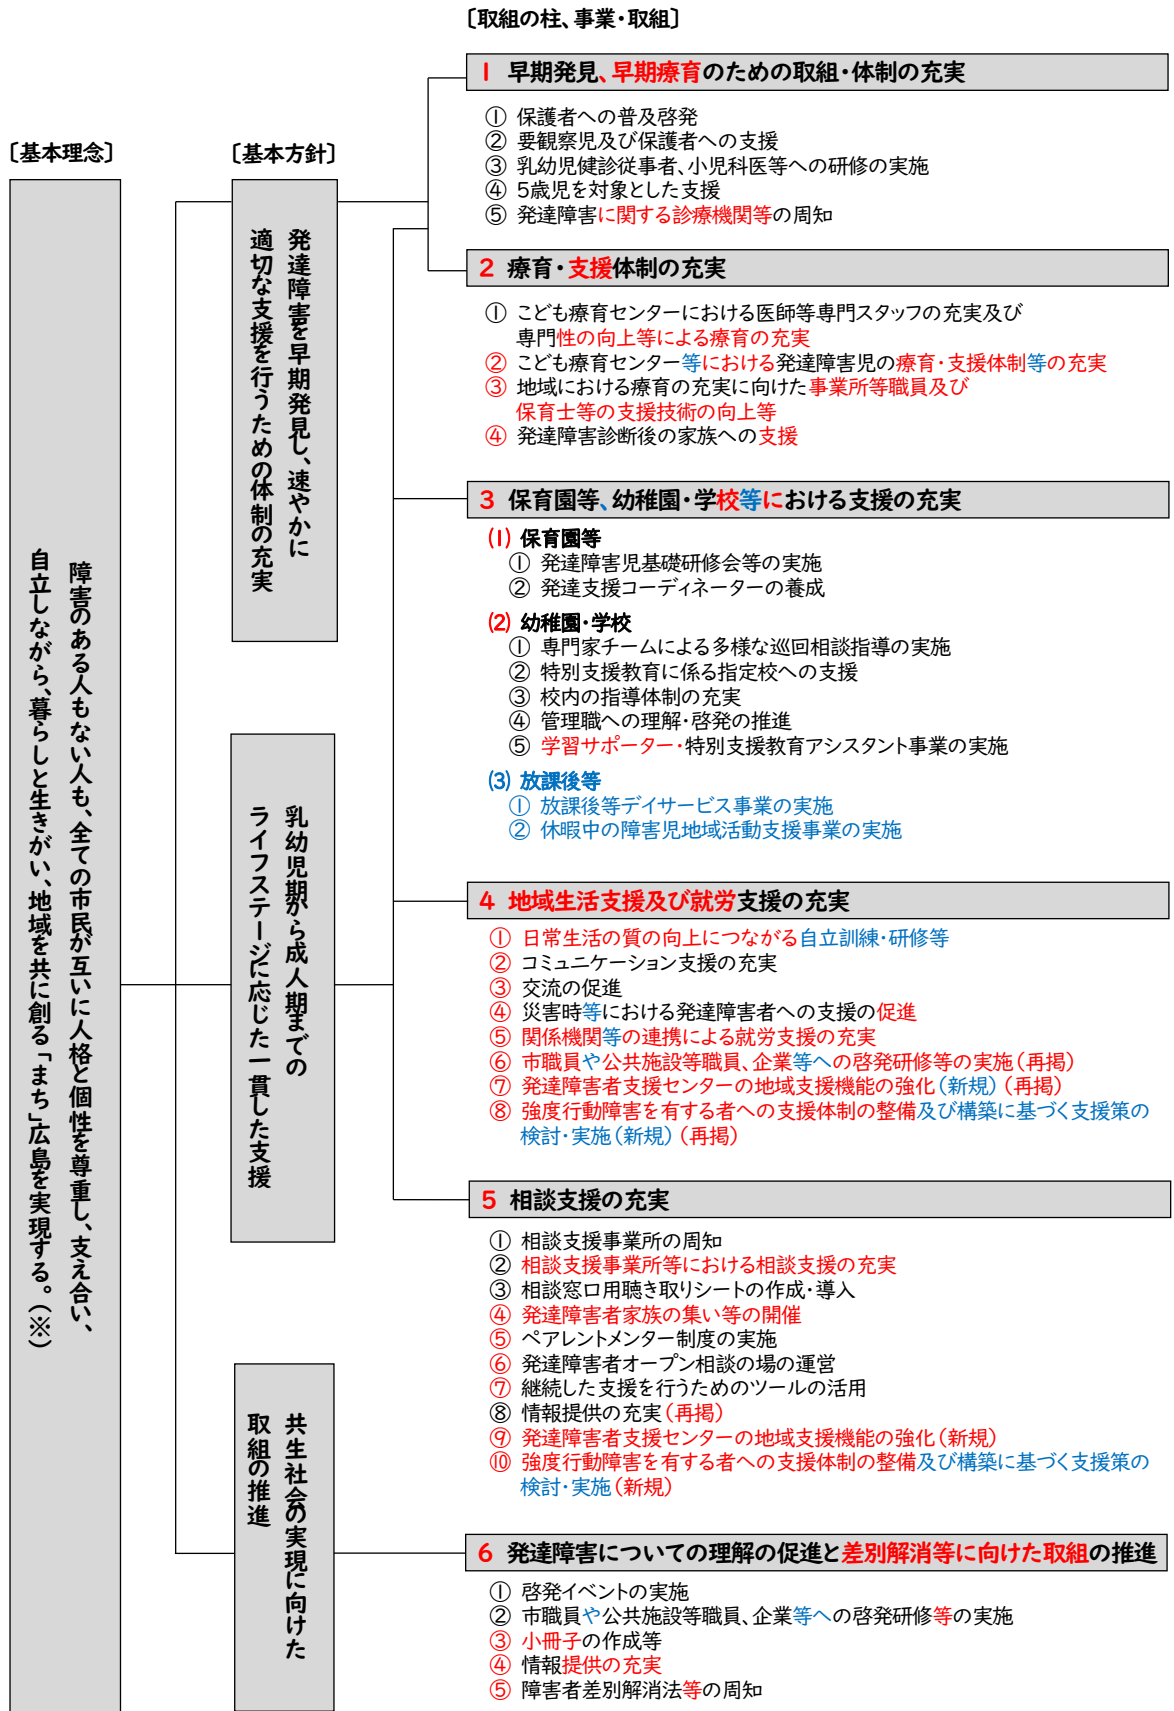 〔取組の柱、事業・取組〕
〔基本理念〕
障害のある人もない人も、全ての市民が互いに人格と個性を尊重し、支え合い、
自立しながら、暮らしと生きがい、地域を共に創る「まち」広島を実現する。（※）
〔基本方針〕
発達障害を早期発見し、速やかに
適切な支援を行うための体制の充実
乳幼児期から成人期までの
ライフステージに応じた一貫した支援
共生社会の実現に向けた
取組の推進
1 早期発見、早期療育のための取組・体制の充実
① 保護者への普及啓発
② 要観察児及び保護者への支援
③ 乳幼児健診従事者、小児科医等への研修の実施
④ 5歳児を対象とした支援
⑤ 発達障害に関する診療機関等の周知
2 療育・支援体制の充実
① こども療育センターにおける医師等専門スタッフの充実及び
専門性の向上等による療育の充実
② こども療育センター等における発達障害児の療育・支援体制等の充実
③ 地域における療育の充実に向けた事業所等職員及び
保育士等の支援技術の向上等
④ 発達障害診断後の家族への支援
3 保育園等、幼稚園・学校等における支援の充実
(1) 保育園等
① 発達障害児基礎研修会等の実施
② 発達支援コーディネーターの養成
(2) 幼稚園・学校
① 専門家チームによる多様な巡回相談指導の実施
② 特別支援教育に係る指定校への支援
③ 校内の指導体制の充実
④ 管理職への理解・啓発の推進
⑤ 学習サポーター・特別支援教育アシスタント事業の実施
(3) 放課後等
① 放課後等デイサービス事業の実施
② 休暇中の障害児地域活動支援事業の実施
4 地域生活支援及び就労支援の充実
① 日常生活の質の向上につながる自立訓練・研修等
② コミュニケーション支援の充実
③ 交流の促進
④ 災害時等における発達障害者への支援の促進
⑤ 関係機関等の連携による就労支援の充実
⑥ 市職員や公共施設等職員、企業等への啓発研修等の実施（再掲）
⑦ 発達障害者支援センターの地域支援機能の強化（新規）（再掲）
⑧ 強度行動障害を有する者への支援体制の整備及び構築に基づく支援策の
検討・実施（新規）（再掲）
5 相談支援の充実
① 相談支援事業所の周知
② 相談支援事業所等における相談支援の充実
③ 相談窓口用聴き取りシートの作成・導入
④ 発達障害者家族の集い等の開催
⑤ ペアレントメンター制度の実施
⑥ 発達障害者オープン相談の場の運営
⑦ 継続した支援を行うためのツールの活用
⑧ 情報提供の充実（再掲）
⑨ 発達障害者支援センターの地域支援機能の強化（新規）
⑩ 強度行動障害を有する者への支援体制の整備及び構築に基づく支援策の
検討・実施（新規）
6 発達障害についての理解の促進と差別解消等に向けた取組の推進
① 啓発イベントの実施
② 市職員や公共施設等職員、企業等への啓発研修等の実施
③ 小冊子の作成等
④ 情報提供の充実
⑤ 障害者差別解消法等の周知